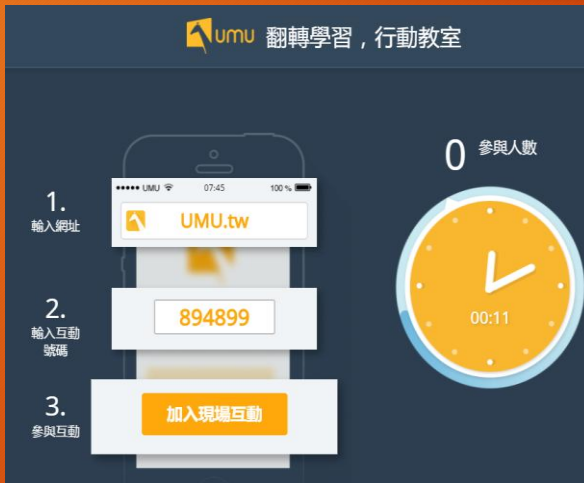 umu 翻轉學習，行動教室
0 參與人數
●●●●● UMU 07:45 100 %
1.
輸入網址
UMU.tw
2.
輸入互動
號碼
894899
00:11
3.
參與互動
加入現場互動